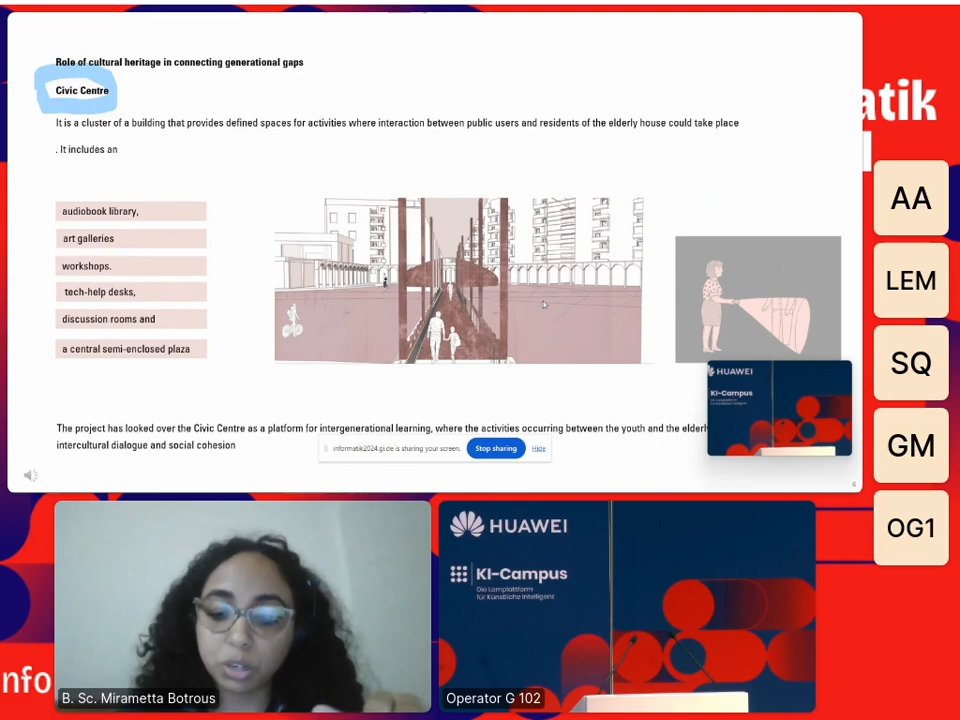 Role of cultural heritage in connecting generational gaps
Civic Centre
It is a cluster of a building that provides defined spaces for activities where interaction between public users and residents of the elderly house could take place
. It includes an
audiobook library,
art galleries
workshops.
tech-help desks,
discussion rooms and
a central semi-enclosed plaza
The project has looked over the Civic Centre as a platform for intergenerational learning, where the activities occurring between the youth and the elderly
intercultural dialogue and social cohesion
informatik2024.gi.de is sharing your screen.
Stop sharing
Hide
6
HUAWEI
KI-Campus
atik
AA
LEM
SQ
GM
OG1
nfo
B. Sc. Mirametta Botrous
HUAWEI
KI-Campus
Die Lernplattform
für Künstliche Intelligenz
Operator G 102